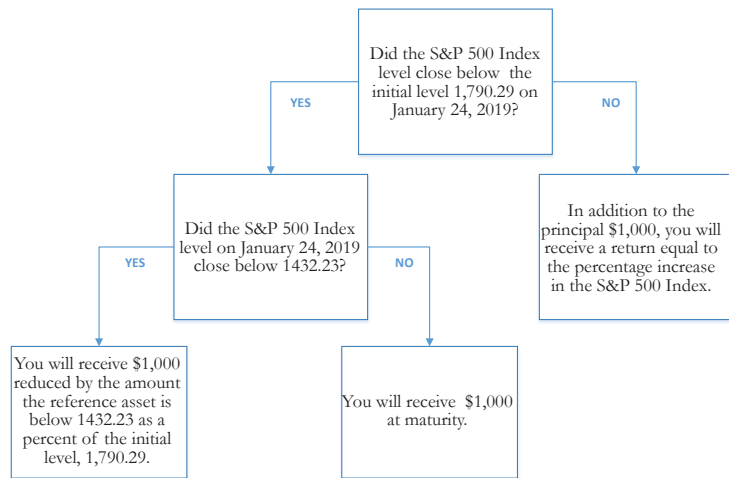 Did the S&P 500 Index
level close below the
initial level 1,790.29 on
January 24, 2019?
YES
NO
Did the S&P 500 Index
level on January 24, 2019
close below 1432.23?
In addition to the
principal $1,000, you will
receive a return equal to
the percentage increase
in the S&P 500 Index.
YES
NO
You will receive $1,000
reduced by the amount
the reference asset is
below 1432.23 as a
percent of the initial
level, 1,790.29.
You will receive $1,000
at maturity.